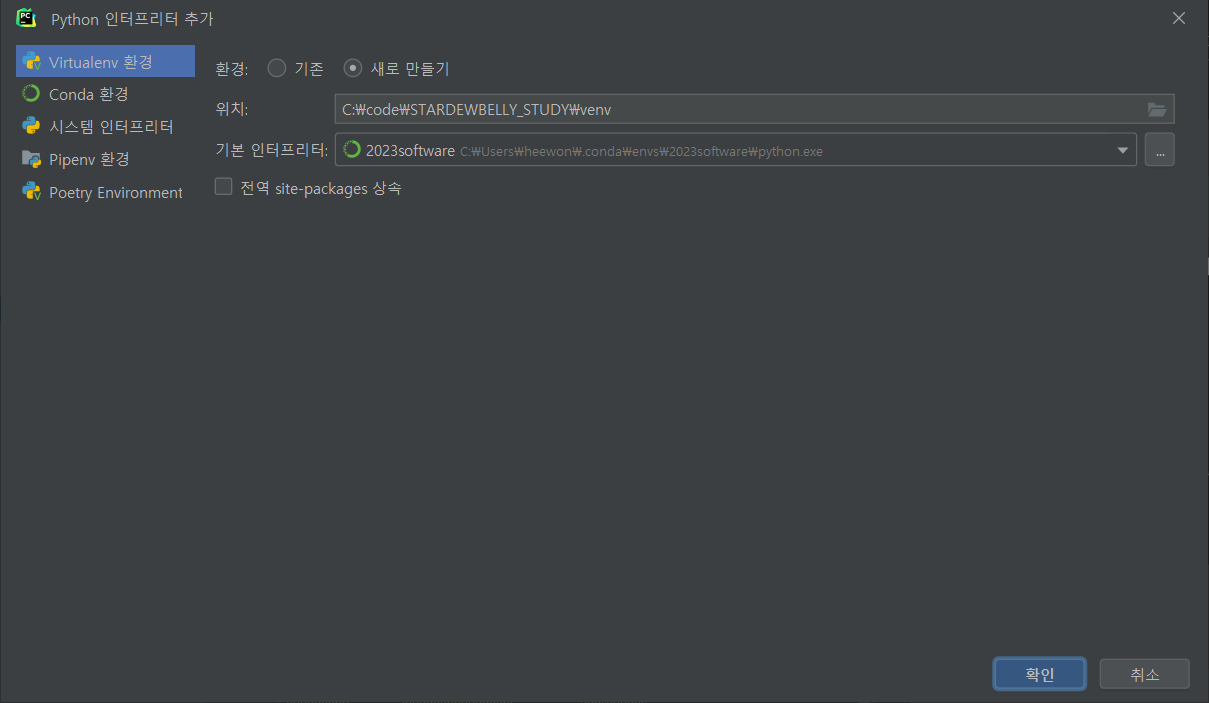 PC Python 인터프리터 추가
Virtualenv 환경
Conda 환경
시스템 인터프리터
Pipenv 환경
Poetry Environment
환경: 기존 새로 만들기
위치: C:₩code₩STARDEWBELLY_STUDY₩venv
기본 인터프리터: 2023software C:₩Users₩heewon₩.conda₩envs₩2023software₩python.exe ...
전역 site-packages 상속
확인 취소